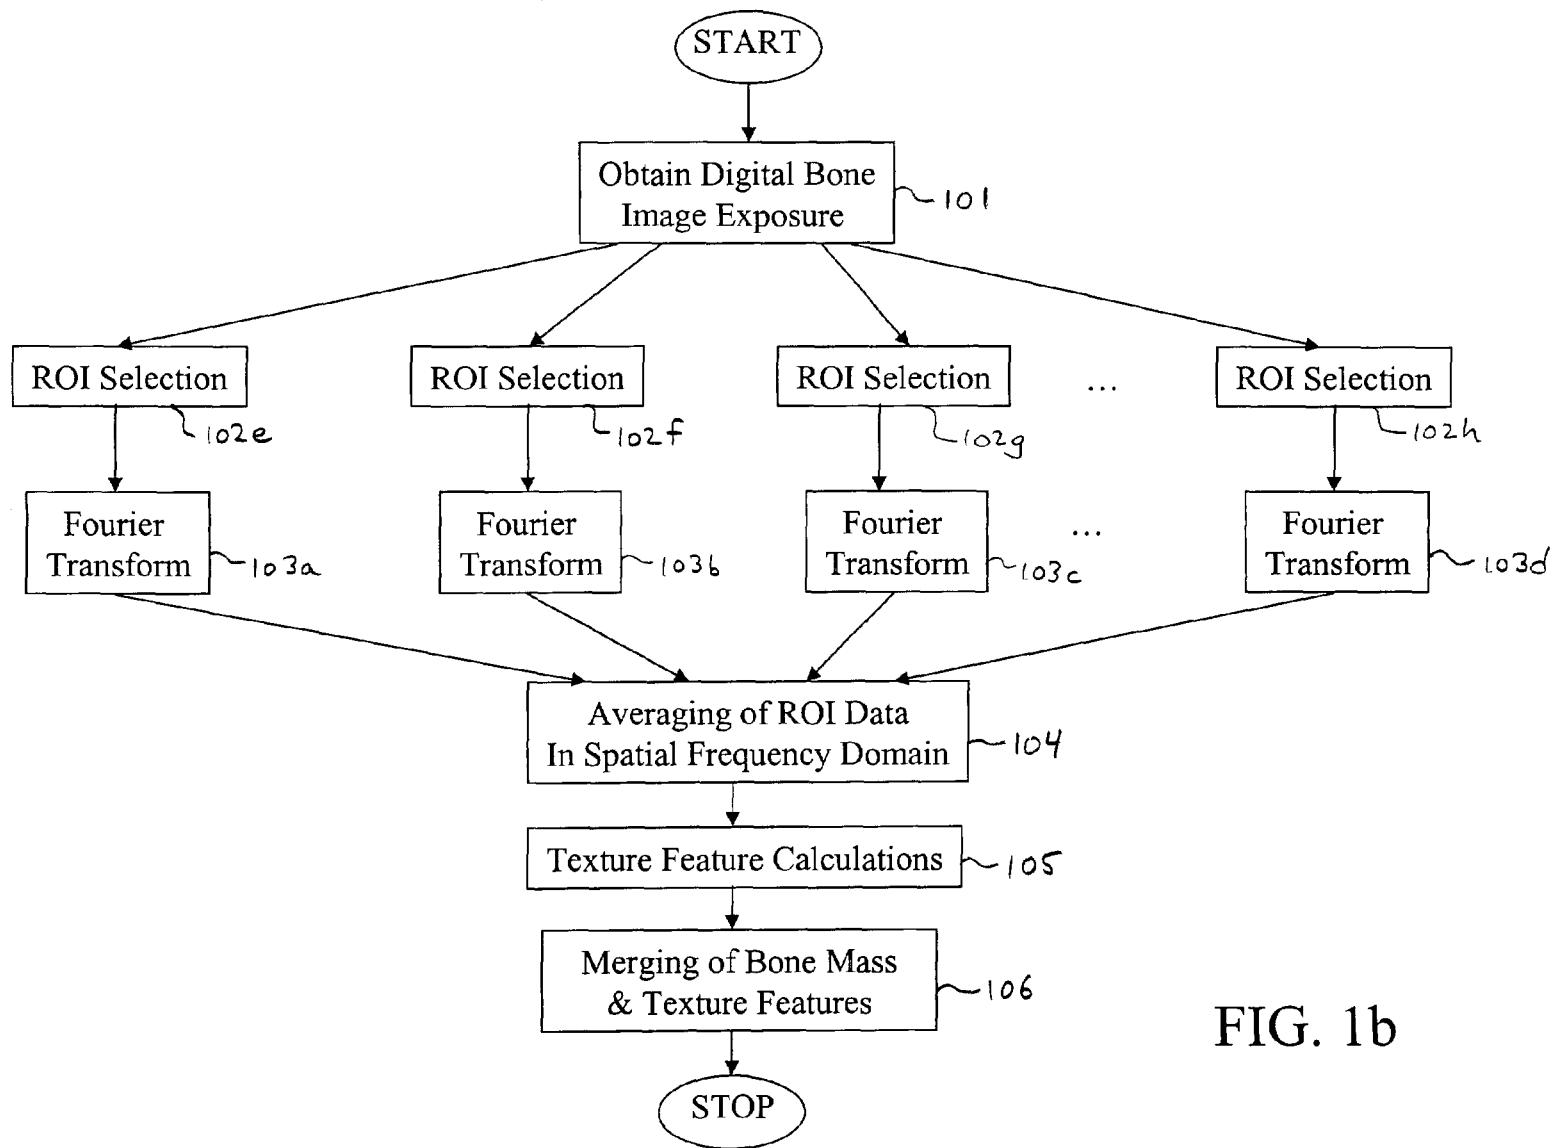 START
Obtain Digital Bone
Image Exposure
101
ROI Selection
ROI Selection
ROI Selection
...
ROI Selection
102e
102f
102g
102h
Fourier
Transform
103a
Fourier
Transform
103b
Fourier
Transform
103c
...
Fourier
Transform
103d
Averaging of ROI Data
In Spatial Frequency Domain
104
Texture Feature Calculations
105
Merging of Bone Mass
& Texture Features
106
STOP
FIG. 1b